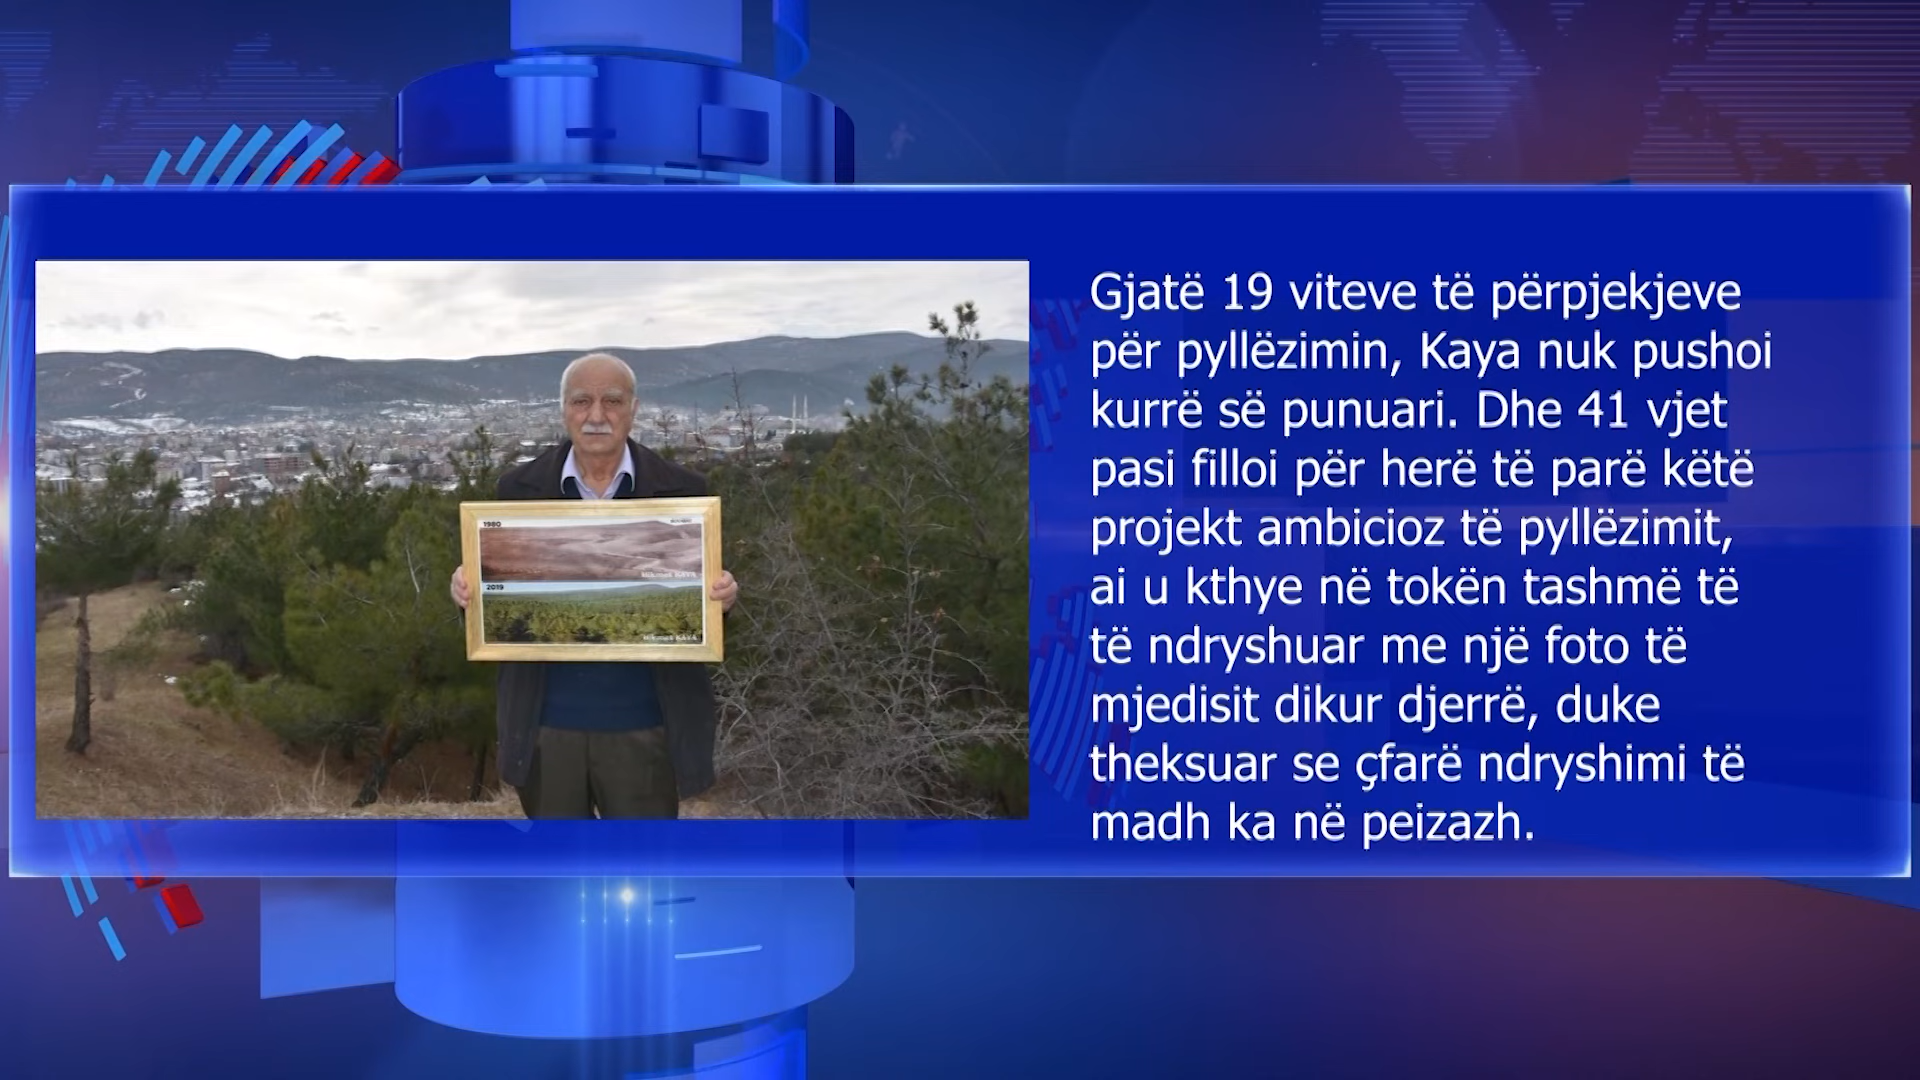 Gjatë 19 viteve të përpjekjeve
për pyllëzimin, Kaya nuk pushoi
kurrë së punuari. Dhe 41 vjet
pasi filloi për herë të parë këtë
projekt ambicioz të pyllëzimit,
ai u kthye në tokën tashmë të
të ndryshuar me një foto të
mjedisit dikur djerrë, duke
theksuar se çfarë ndryshimi të
madh ka në peizazh.
1980
2019